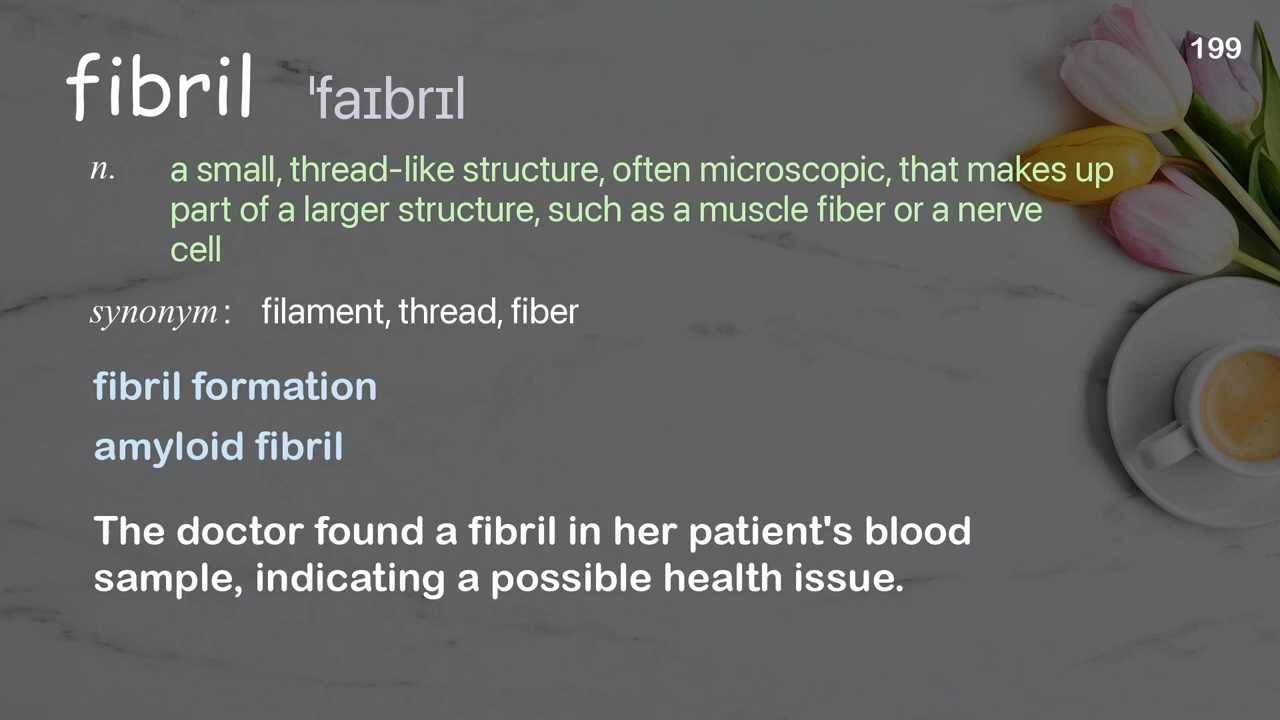 199
fibril ˈfaɪbrɪl
n. a small, thread-like structure, often microscopic, that makes up
part of a larger structure, such as a muscle fiber or a nerve
cell
synonym: filament, thread, fiber
fibril formation
amyloid fibril
The doctor found a fibril in her patient's blood
sample, indicating a possible health issue.